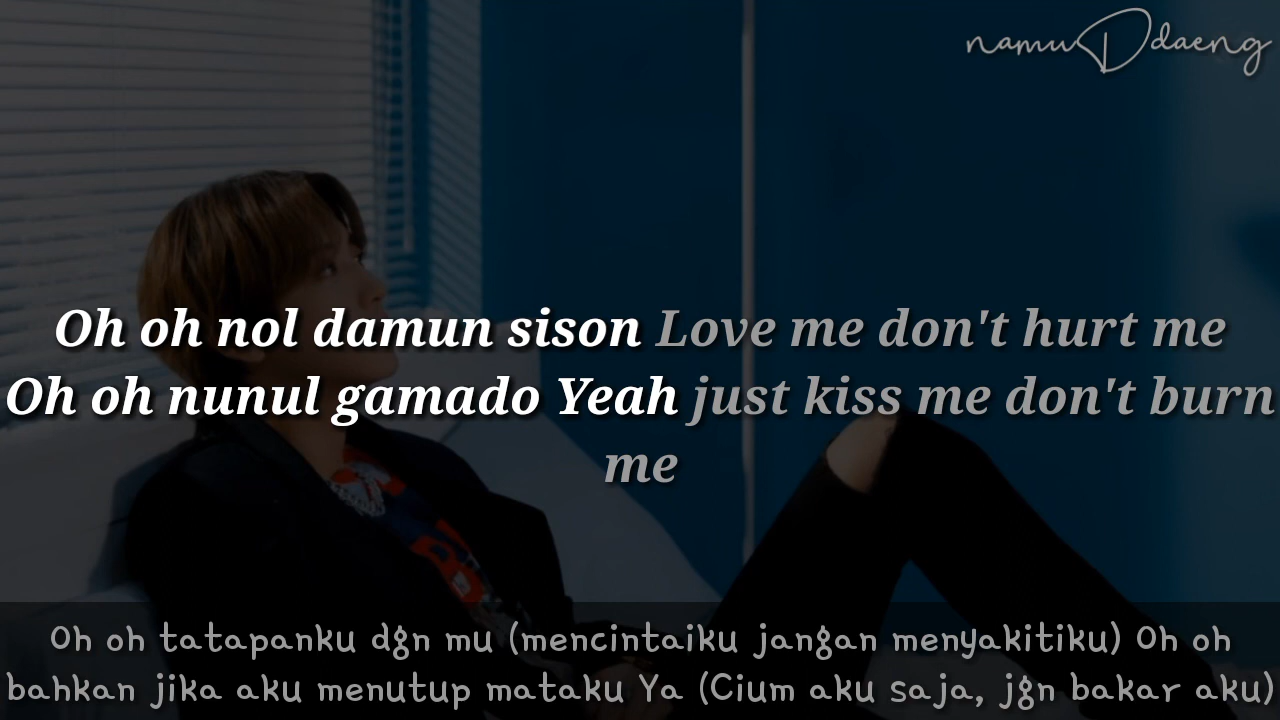 namuDdaeng
Oh oh nol damun sison Love me don't hurt me
Oh oh nunul gamado Yeah just kiss me don't burn
me
Oh oh tatapanku dgn mu (mencintaiku jangan menyakitiku) Oh oh
bahkan jika aku menutup mataku Ya (Cium aku saja, jgn bakar aku)